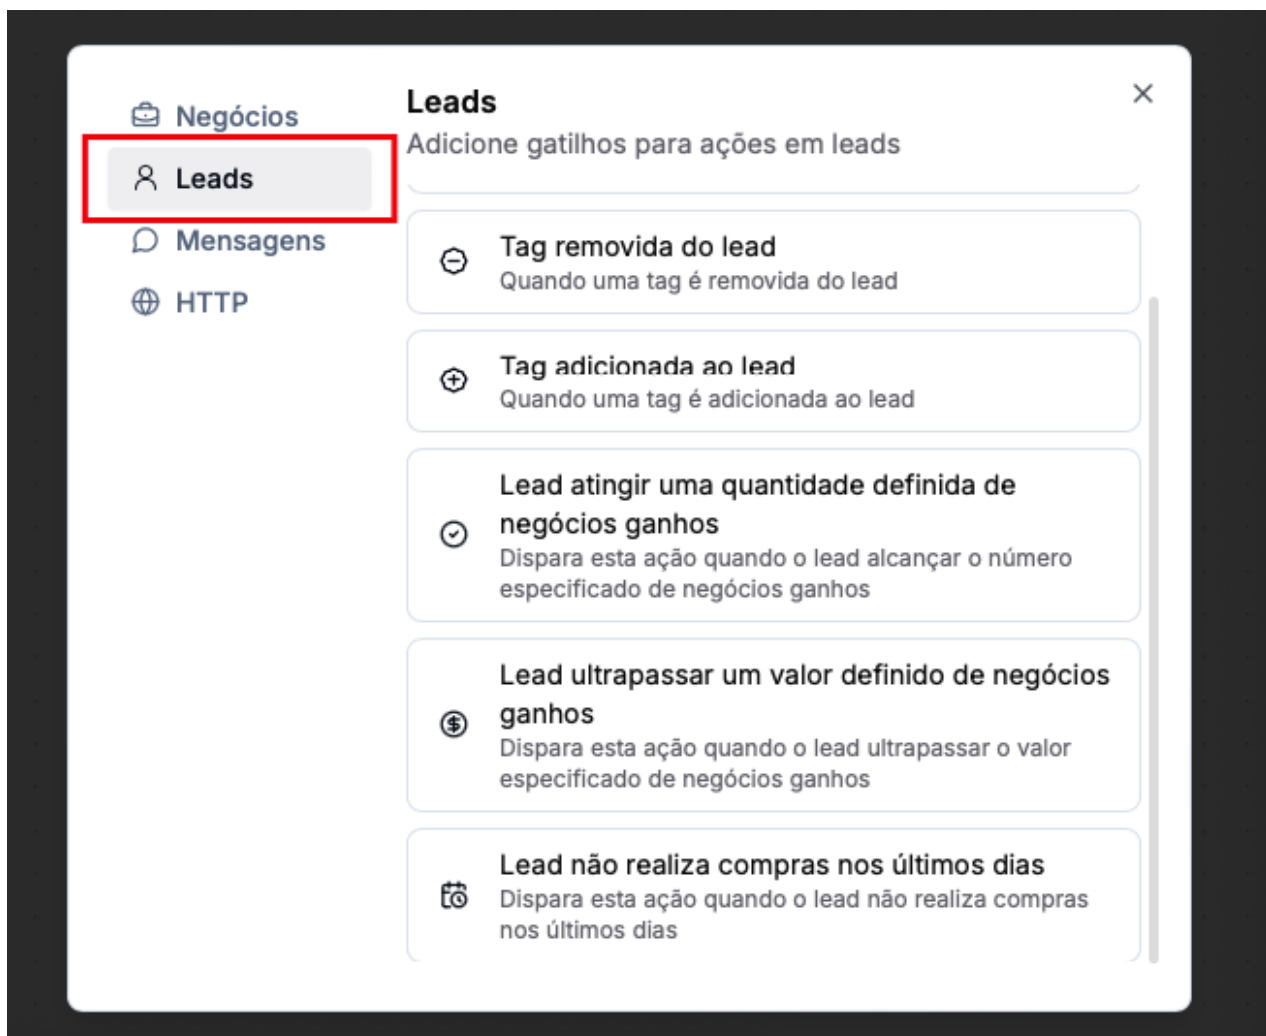 Negócios
Leads
Mensagens
HTTP
Leads
Adicione gatilhos para ações em leads
Tag removida do lead
Quando uma tag é removida do lead
Tag adicionada ao lead
Quando uma tag é adicionada ao lead
Lead atingir uma quantidade definida de
negócios ganhos
Dispara esta ação quando o lead alcançar o número
especificado de negócios ganhos
Lead ultrapassar um valor definido de negócios
ganhos
Dispara esta ação quando o lead ultrapassar o valor
especificado de negócios ganhos
Lead não realiza compras nos últimos dias
Dispara esta ação quando o lead não realiza compras
nos últimos dias